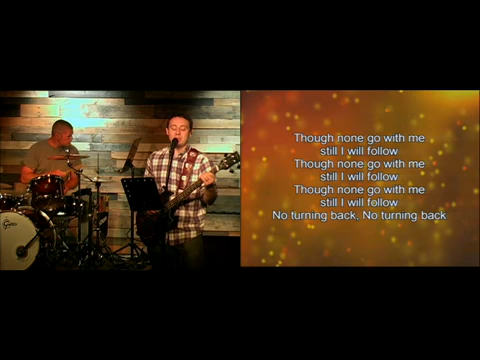 Though none go with me
still I will follow
Though none go with me
still I will follow
Though none go with me
still I will follow
No turning back, No turning back